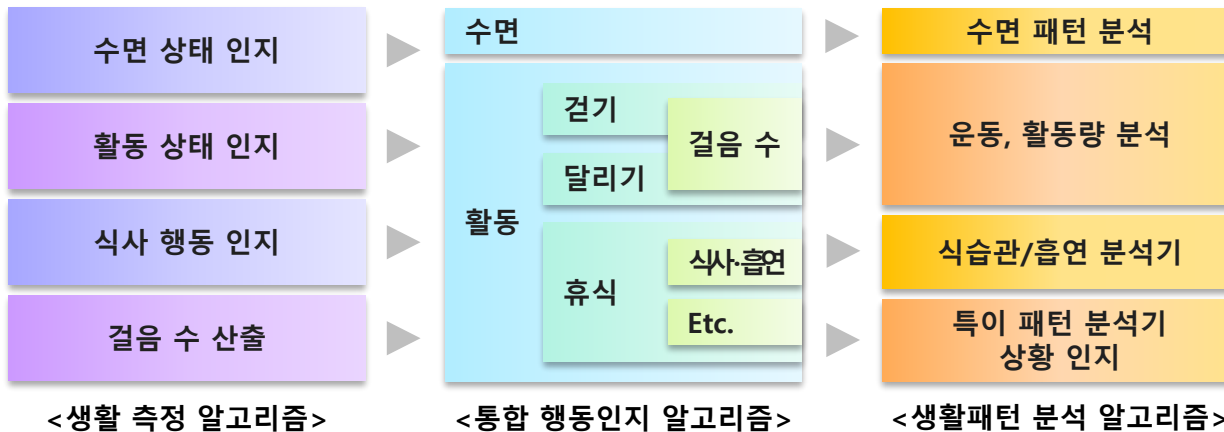 수면 상태 인지
활동 상태 인지
식사 행동 인지
걸음 수 산출
<생활 측정 알고리즘>
수면
활동
걷기
걸음 수
달리기
휴식
식사·흡연
Etc.
<통합 행동인지 알고리즘>
수면 패턴 분석
운동, 활동량 분석
식습관/흡연 분석기
특이 패턴 분석기
상황 인지
<생활패턴 분석 알고리즘>